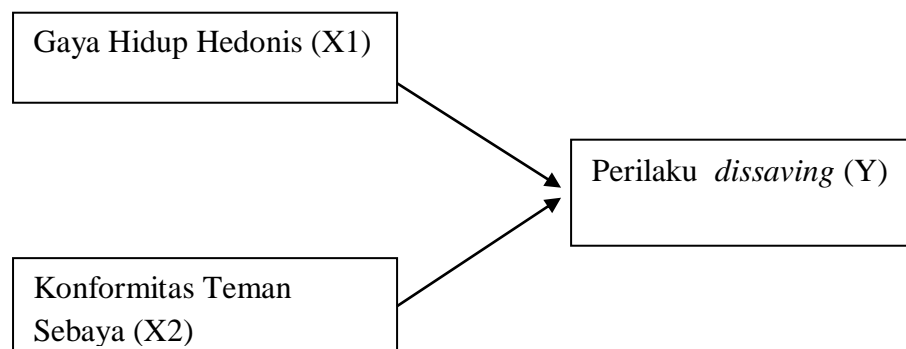 Gaya Hidup Hedonis (X1)
Perilaku dissaving (Y)
Konformitas Teman
Sebaya (X2)